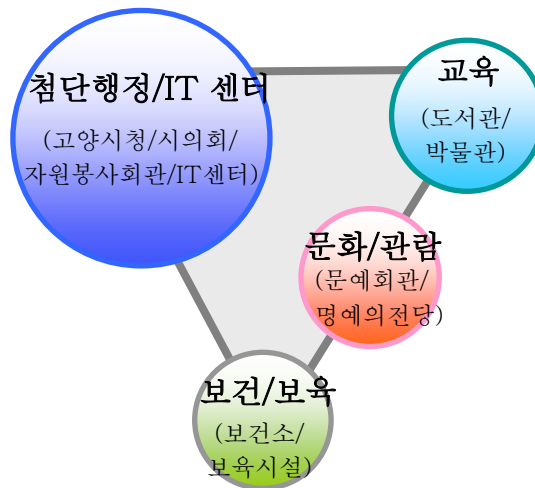 첨단행정/IT 센터
(고양시청/시의회/
자원봉사회관/IT센터)
교육
(도서관/
박물관)
문화/관람
(문예회관/
명예의전당)
보건/보육
(보건소/
보육시설)